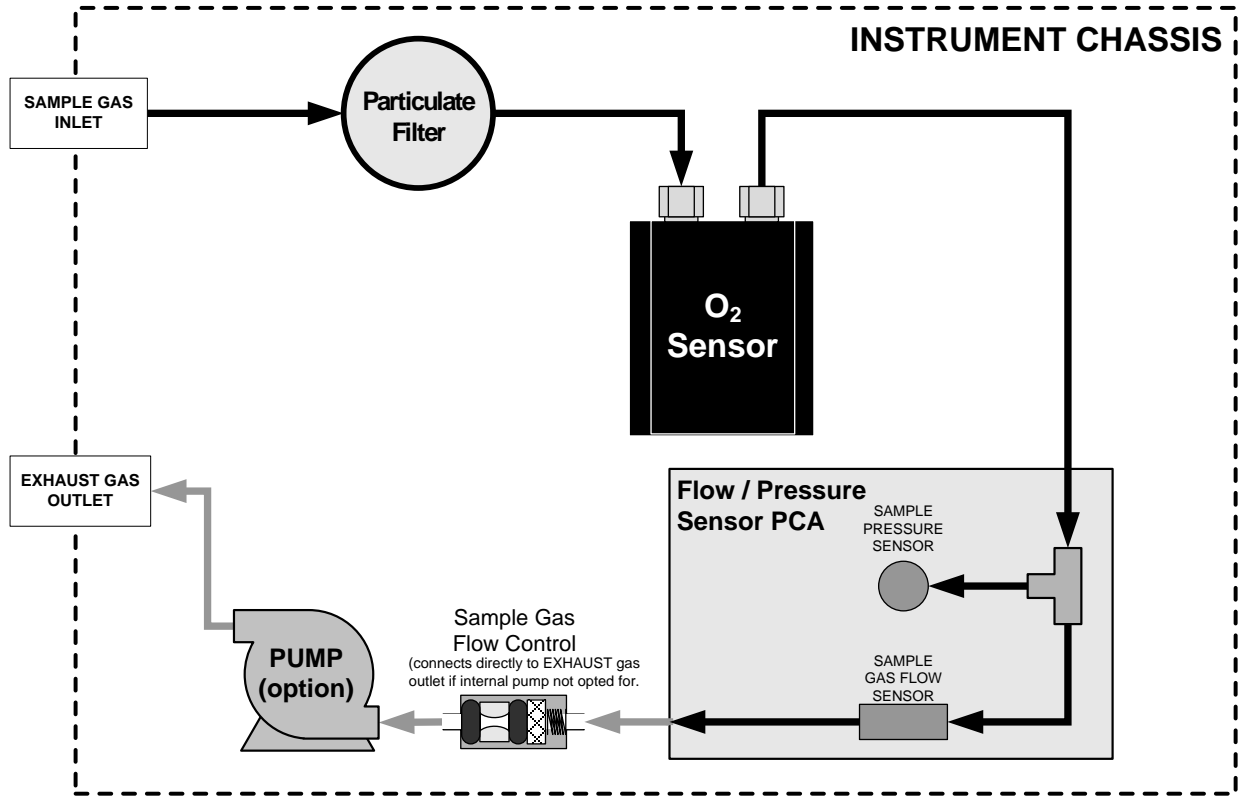 INSTRUMENT CHASSIS
SAMPLE GAS
INLET
Particulate
Filter
O₂
Sensor
EXHAUST GAS
OUTLET
Flow / Pressure
Sensor PCA
SAMPLE
PRESSURE
SENSOR
Sample Gas
Flow Control
(connects directly to EXHAUST gas
outlet if internal pump not opted for.
PUMP
(option)
SAMPLE
GAS FLOW
SENSOR